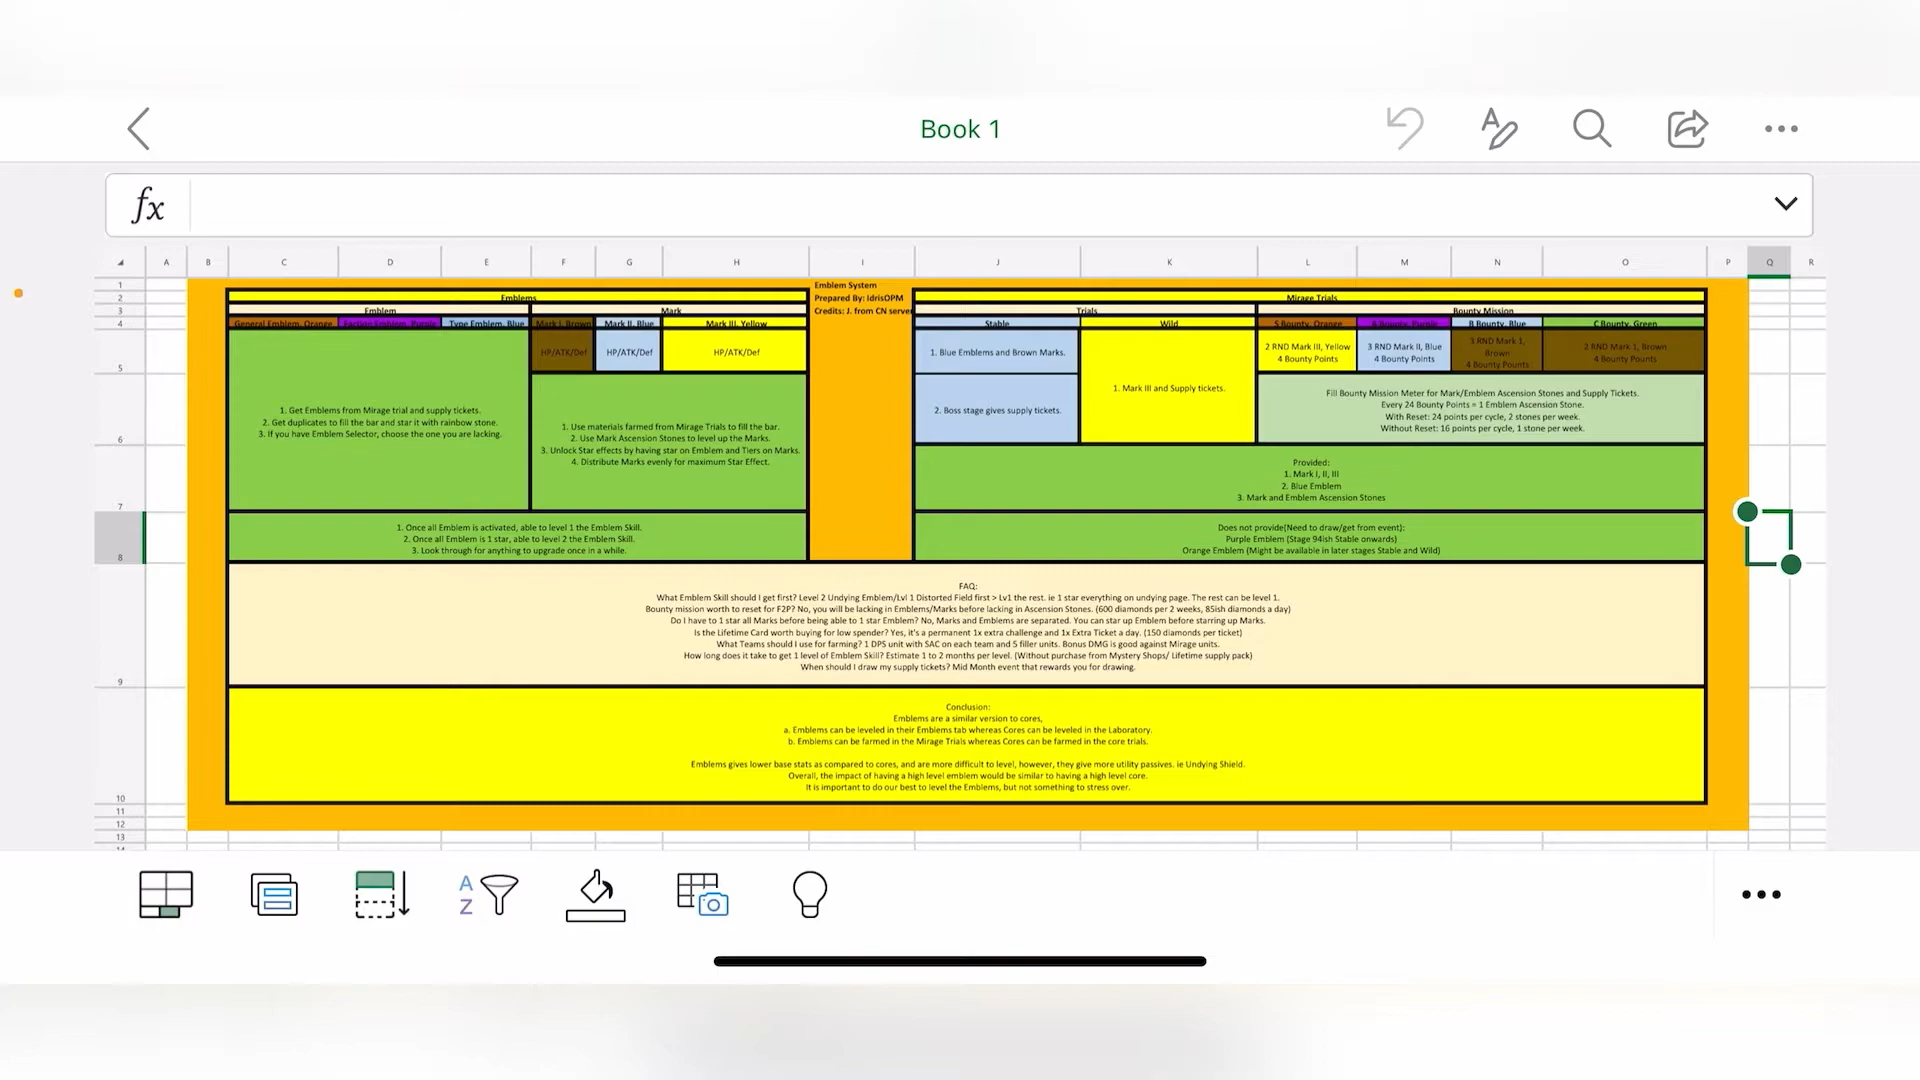 Book 1
fx
A B C D E F G H I J K L M N O P Q R
1
Emblem System
2
Emblems
Prepared By: IdrisOPM
Mirage Trials
3
Emblem
Mark
Credits: J. from CN server
Trials
Bounty Mission
4
General Emblem, Orange
Faction Emblem, Purple
Type Emblem, Blue
Mark I, Brown
Mark II, Blue
Mark III, Yellow
Stable
Wild
S Bounty, Orange
A Bounty, Purple
B Bounty, Blue
C Bounty, Green
5
HP/ATK/Def
HP/ATK/Def
HP/ATK/Def
1. Blue Emblems and Brown Marks.
2 RND Mark III, Yellow
4 Bounty Points
3 RND Mark II, Blue
4 Bounty Points
3 RND Mark 1,
Brown
4 Bounty Pounts
2 RND Mark 1, Brown
4 Bounty Pounts
6
1. Get Emblems from Mirage trial and supply tickets.
2. Get duplicates to fill the bar and star it with rainbow stone.
3. If you have Emblem Selector, choose the one you are lacking.
1. Use materials farmed from Mirage Trials to fill the bar.
2. Use Mark Ascension Stones to level up the Marks.
3. Unlock Star effects by having star on Emblem and Tiers on Marks.
4. Distribute Marks evenly for maximum Star Effect.
2. Boss stage gives supply tickets.
1. Mark III and Supply tickets.
Fill Bounty Mission Meter for Mark/Emblem Ascension Stones and Supply Tickets.
Every 24 Bounty Points = 1 Emblem Ascension Stone.
With Reset: 24 points per cycle, 2 stones per week.
Without Reset: 16 points per cycle, 1 stone per week.
7
Provided:
1. Mark I, II, III
2. Blue Emblem
3. Mark and Emblem Ascension Stones
8
1. Once all Emblem is activated, able to level 1 the Emblem Skill.
2. Once all Emblem is 1 star, able to level 2 the Emblem Skill.
3. Look through for anything to upgrade once in a while.
Does not provide(Need to draw/get from event):
Purple Emblem (Stage 94ish Stable onwards)
Orange Emblem (Might be available in later stages Stable and Wild)
9
FAQ:
What Emblem Skill should I get first? Level 2 Undying Emblem/Lvl 1 Distorted Field first > Lv1 the rest. ie 1 star everything on undying page. The rest can be level 1.
Bounty mission worth to reset for F2P? No, you will be lacking in Emblems/Marks before lacking in Ascension Stones. (600 diamonds per 2 weeks, 85ish diamonds a day)
Do I have to 1 star all Marks before being able to 1 star Emblem? No, Marks and Emblems are separated. You can star up Emblem before starring up Marks.
Is the Lifetime Card worth buying for low spender? Yes, it's a permanent 1x extra challenge and 1x Extra Ticket a day. (150 diamonds per ticket)
What Teams should I use for farming? 1 DPS unit with SAC on each team and 5 filler units. Bonus DMG is good against Mirage units.
How long does it take to get 1 level of Emblem Skill? Estimate 1 to 2 months per level. (Without purchase from Mystery Shops/ Lifetime supply pack)
When should I draw my supply tickets? Mid Month event that rewards you for drawing.
10
Conclusion:
Emblems are a similar version to cores,
a. Emblems can be leveled in their Emblems tab whereas Cores can be leveled in the Laboratory.
b. Emblems can be farmed in the Mirage Trials whereas Cores can be farmed in the core trials.
Emblems gives lower base stats as compared to cores, and are more difficult to level, however, they give more utility passives. ie Undying Shield.
Overall, the impact of having a high level emblem would be similar to having a high level core.
It is important to do our best to level the Emblems, but not something to stress over.
11
12
13